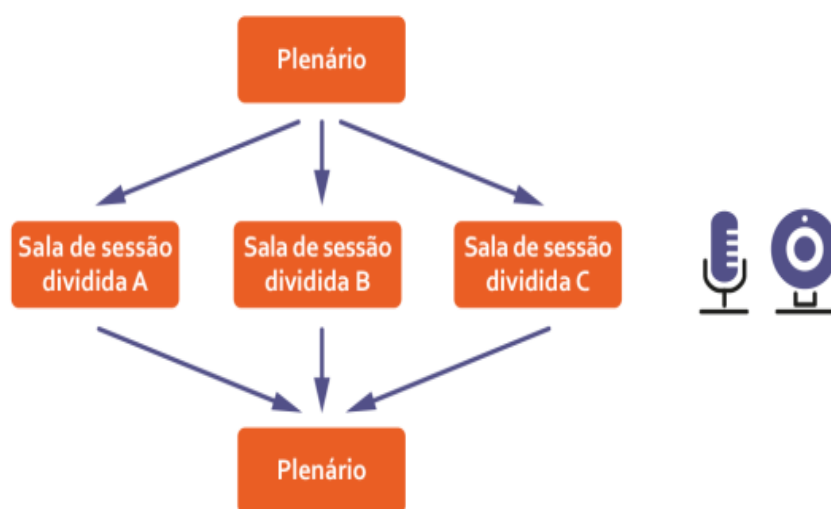 Plenário
Sala de sessão
dividida A
Sala de sessão
dividida B
Sala de sessão
dividida C
Plenário